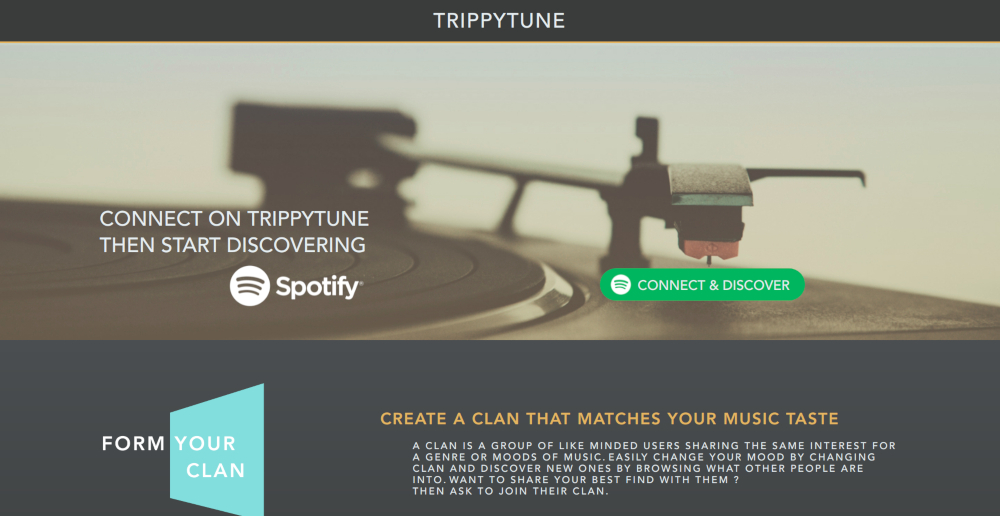 TRIPPYTUNE
CONNECT ON TRIPPYTUNE
THEN START DISCOVERING
Spotify®
CONNECT & DISCOVER
FORM YOUR
CLAN
CREATE A CLAN THAT MATCHES YOUR MUSIC TASTE
A CLAN IS A GROUP OF LIKE MINDED USERS SHARING THE SAME INTEREST FOR
A GENRE OR MOODS OF MUSIC. EASILY CHANGE YOUR MOOD BY CHANGING
CLAN AND DISCOVER NEW ONES BY BROWSING WHAT OTHER PEOPLE ARE
INTO. WANT TO SHARE YOUR BEST FIND WITH THEM ?
THEN ASK TO JOIN THEIR CLAN.